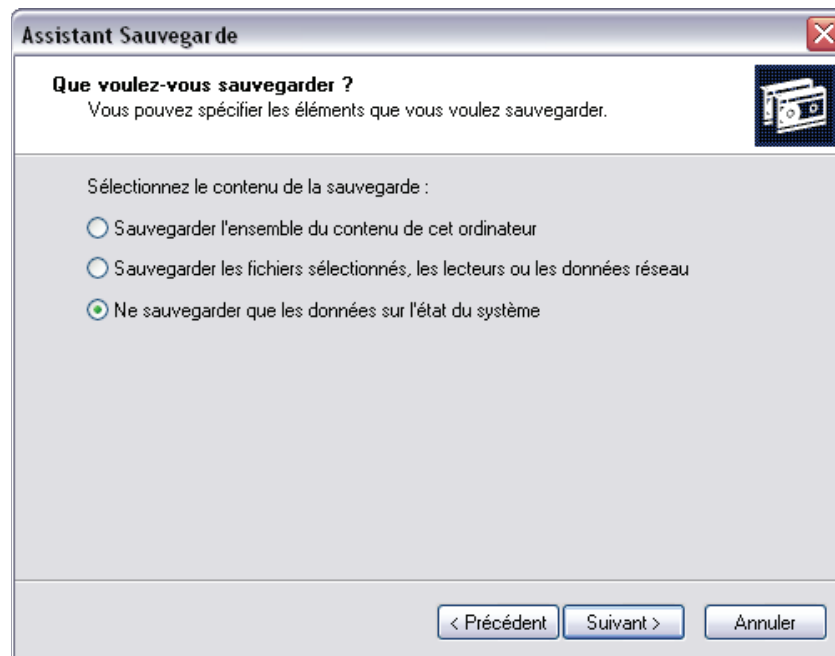 Assistant Sauvegarde
Que voulez-vous sauvegarder ?
Vous pouvez spécifier les éléments que vous voulez sauvegarder.
Sélectionnez le contenu de la sauvegarde :
Sauvegarder l'ensemble du contenu de cet ordinateur
Sauvegarder les fichiers sélectionnés, les lecteurs ou les données réseau
Ne sauvegarder que les données sur l'état du système
< Précédent
Suivant >
Annuler